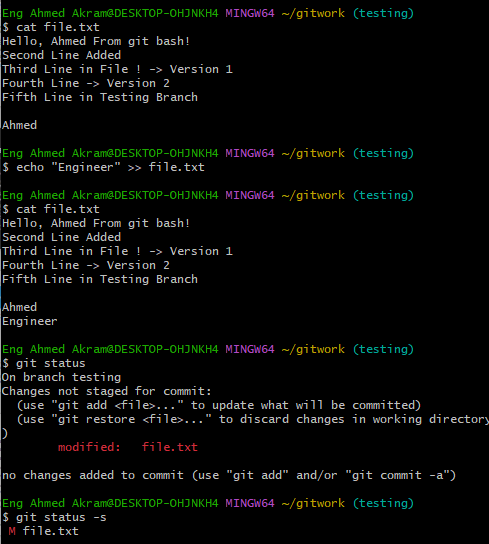 Eng Ahmed Akram@DESKTOP-OHJNKH4 MINGW64 ~/gitwork (testing)
$ cat file.txt
Hello, Ahmed From git bash!
Second Line Added
Third Line in File ! -> Version 1
Fourth Line -> Version 2
Fifth Line in Testing Branch

Ahmed

Eng Ahmed Akram@DESKTOP-OHJNKH4 MINGW64 ~/gitwork (testing)
$ echo "Engineer" >> file.txt

Eng Ahmed Akram@DESKTOP-OHJNKH4 MINGW64 ~/gitwork (testing)
$ cat file.txt
Hello, Ahmed From git bash!
Second Line Added
Third Line in File ! -> Version 1
Fourth Line -> Version 2
Fifth Line in Testing Branch

Ahmed
Engineer

Eng Ahmed Akram@DESKTOP-OHJNKH4 MINGW64 ~/gitwork (testing)
$ git status
On branch testing
Changes not staged for commit:
  (use "git add <file>..." to update what will be committed)
  (use "git restore <file>..." to discard changes in working directory
)
        modified:   file.txt

no changes added to commit (use "git add" and/or "git commit -a")

Eng Ahmed Akram@DESKTOP-OHJNKH4 MINGW64 ~/gitwork (testing)
$ git status -s
 M file.txt